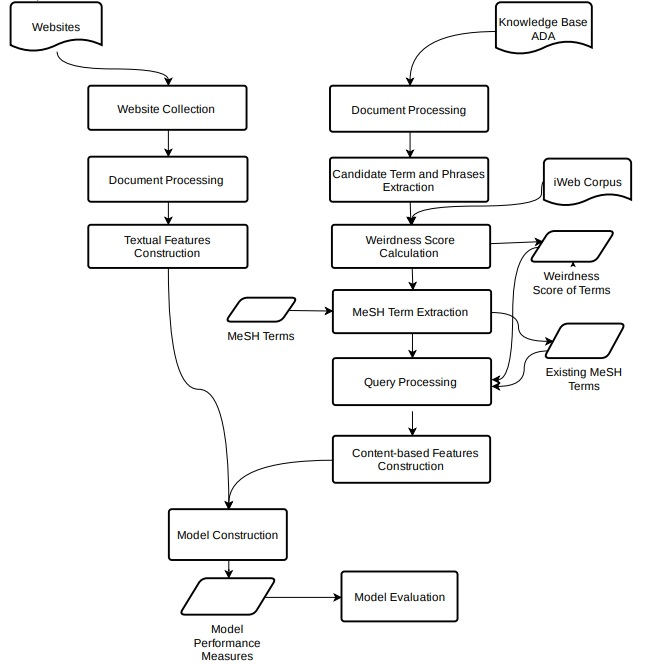 Websites
Knowledge Base
ADA
Website Collection
Document Processing
Document Processing
Candidate Term and Phrases
Extraction
iWeb Corpus
Textual Features
Construction
Weirdness Score
Calculation
Weirdness
Score of Terms
MeSH Terms
MeSH Term Extraction
Existing MeSH
Terms
Query Processing
Content-based Features
Construction
Model Construction
Model Evaluation
Model
Performance
Measures